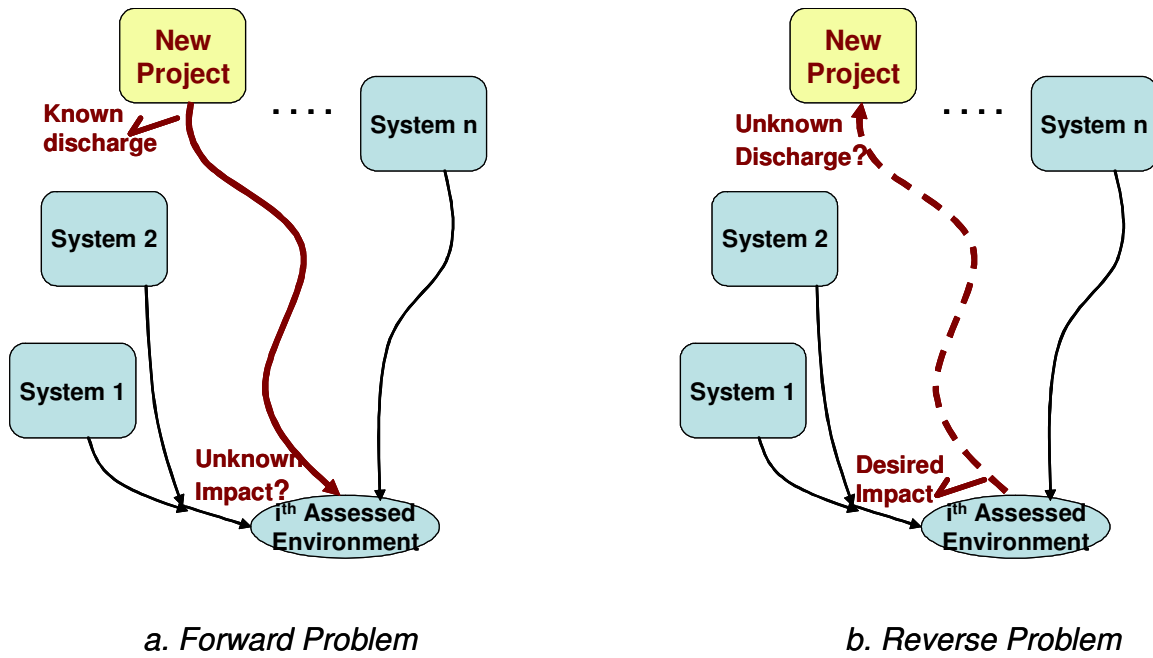 New
Project
Known
discharge
. . . .
System n
System 2
System 1
Unknown
Impact?
iᵗʰ Assessed
Environment
a. Forward Problem
New
Project
Unknown
Discharge?
. . . .
System n
System 2
System 1
Desired
Impact
iᵗʰ Assessed
Environment
b. Reverse Problem